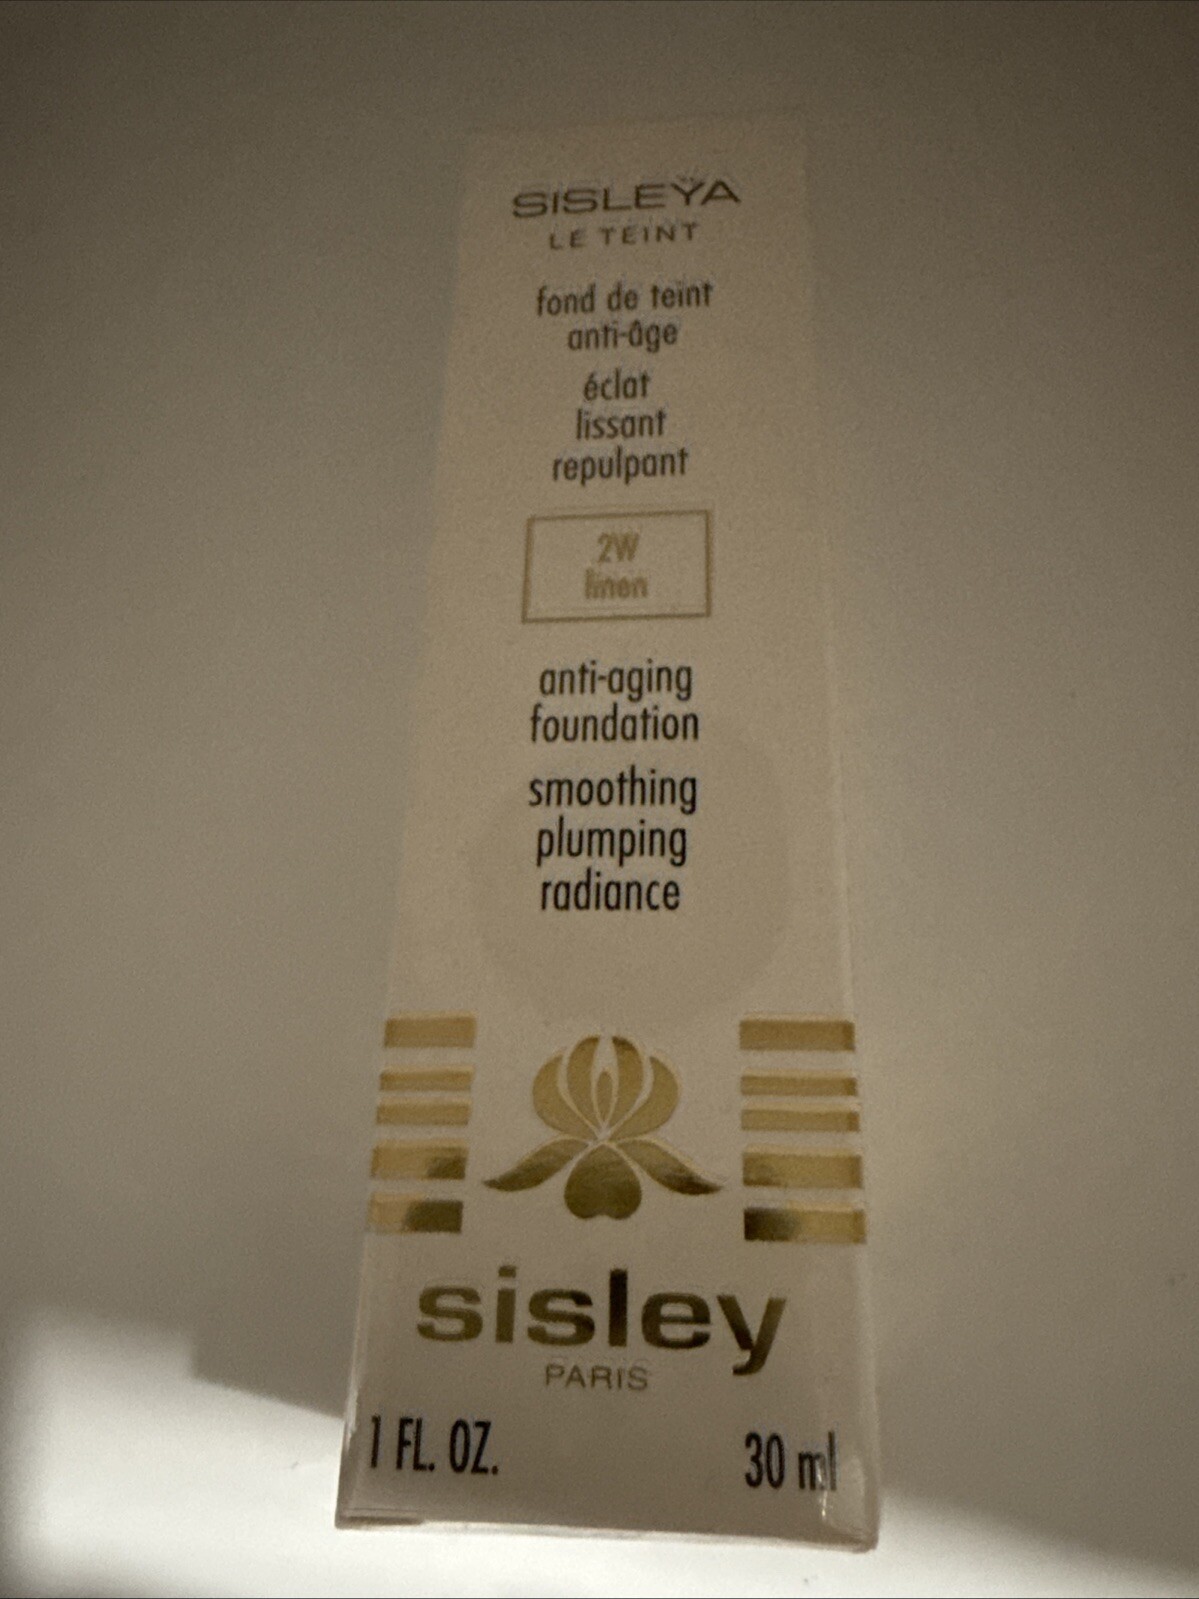 SISLEŸA
LE TEINT
fond de teint
anti-âge
éclat
lissant
repulpant
2W
linen
anti-aging
foundation
smoothing
plumping
radiance
sisley
PARIS
1 FL. OZ.
30 ml